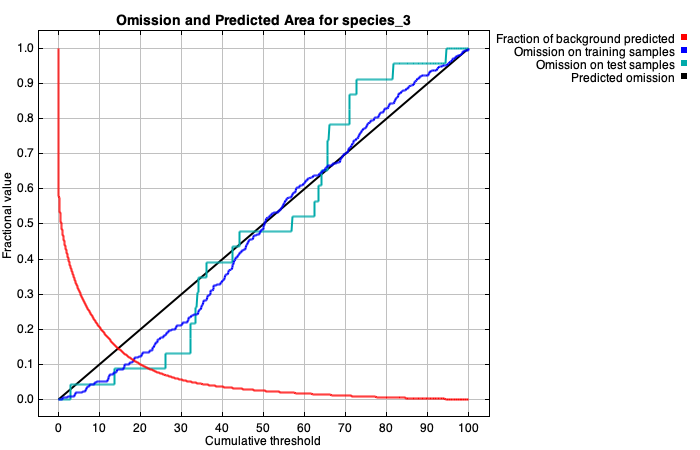 Omission and Predicted Area for species_3
Fraction of background predicted
Omission on training samples
Omission on test samples
Predicted omission
Fractional value
1.0
0.9
0.8
0.7
0.6
0.5
0.4
0.3
0.2
0.1
0.0
0 10 20 30 40 50 60 70 80 90 100
Cumulative threshold